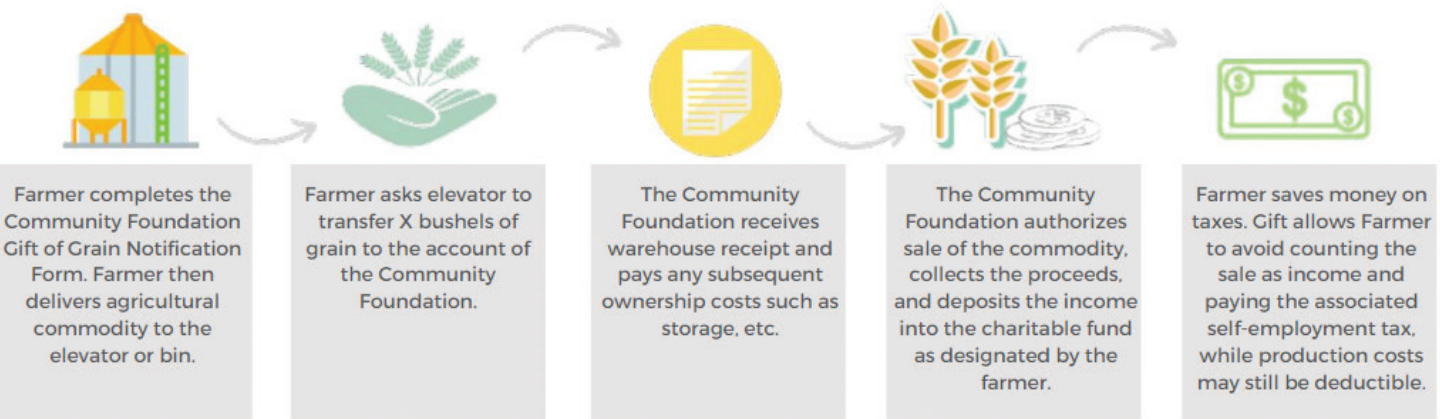 $
$
$
Farmer completes the
Community Foundation
Gift of Grain Notification
Form. Farmer then
delivers agricultural
commodity to the
elevator or bin.
Farmer asks elevator to
transfer X bushels of
grain to the account of
the Community
Foundation.
The Community
Foundation receives
warehouse receipt and
pays any subsequent
ownership costs such as
storage, etc.
The Community
Foundation authorizes
sale of the commodity,
collects the proceeds,
and deposits the income
into the charitable fund
as designated by the
farmer.
Farmer saves money on
taxes. Gift allows Farmer
to avoid counting the
sale as income and
paying the associated
self-employment tax,
while production costs
may still be deductible.